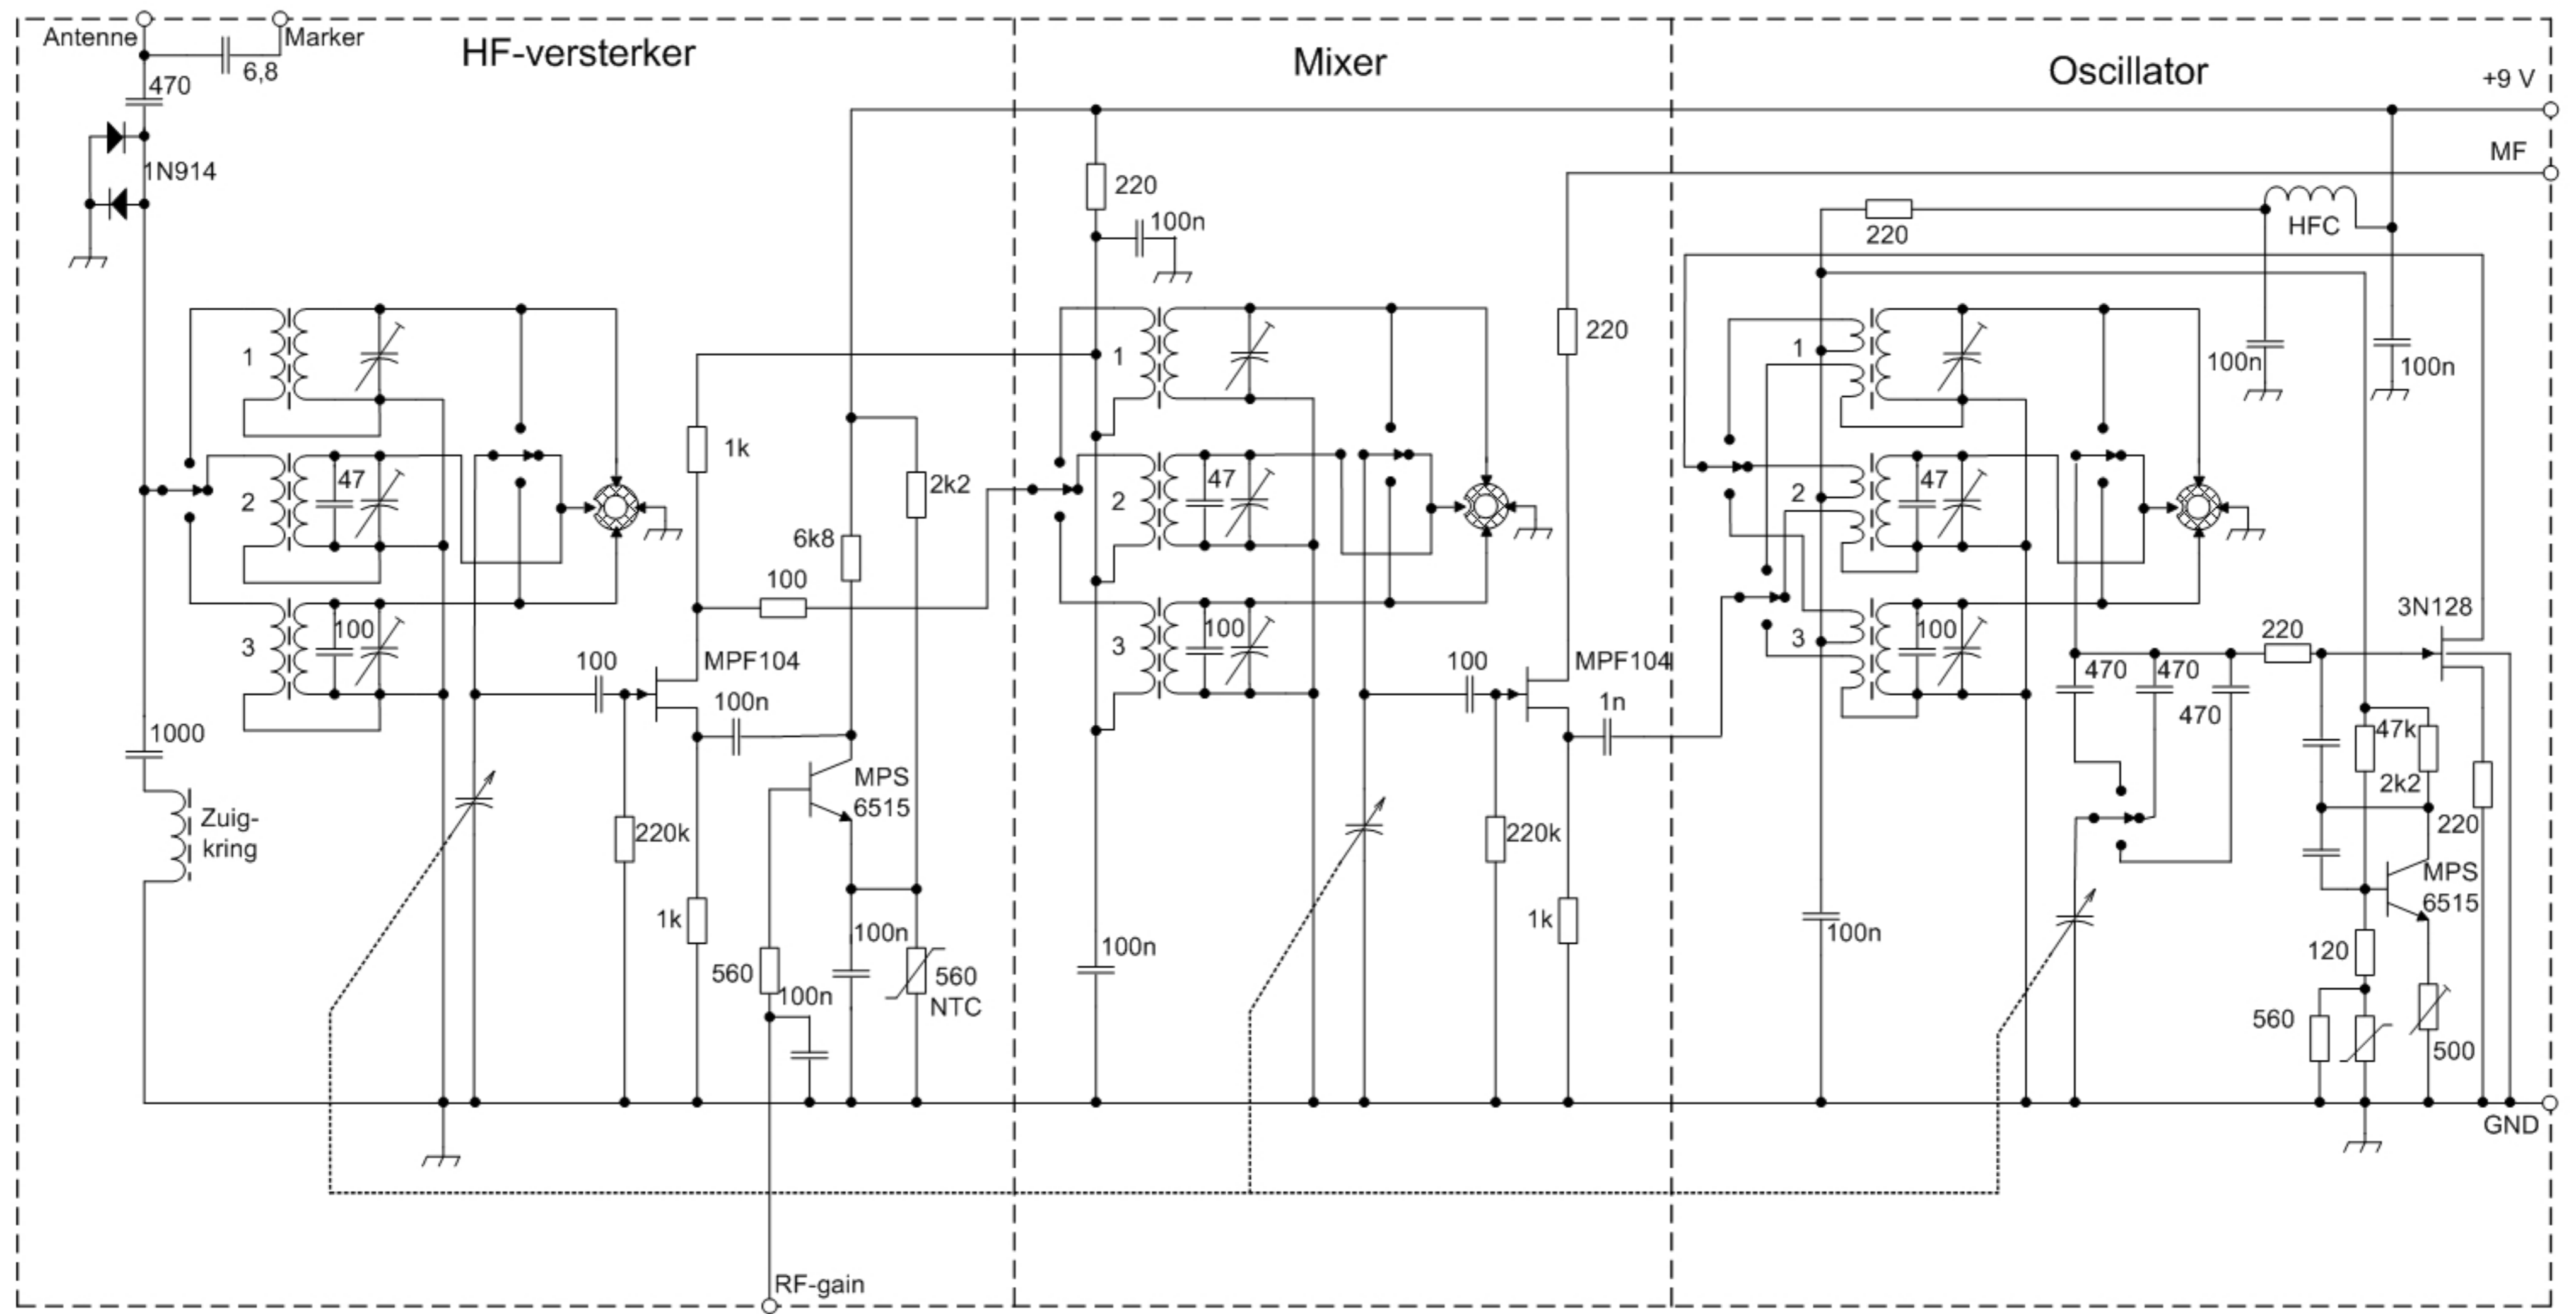 Antenne
Marker
HF-versterker
Mixer
Oscillator
+9 V
6,8
470
1N914
MF
220
100n
220
HFC
220
100n
100n
1
1
1
1k
2k2
47
2
47
2
47
2
6k8
100
100
3
100
3
100
3
3N128
220
100
MPF104
100
MPF104
470
470
470
100n
1n
1000
47k
2k2
MPS
6515
Zuig-
kring
220k
220k
220
MPS
6515
1k
1k
100n
100n
100n
120
560
560
NTC
100n
560
500
GND
RF-gain